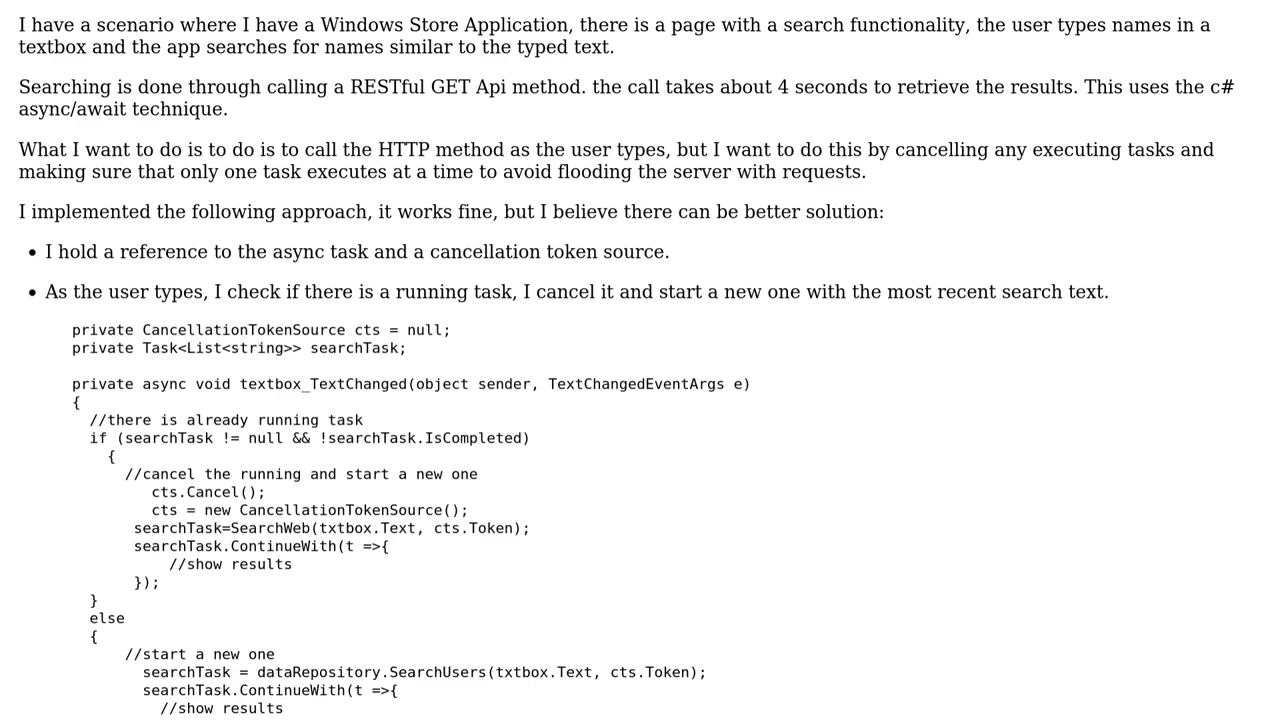 I have a scenario where I have a Windows Store Application, there is a page with a search functionality, the user types names in a
textbox and the app searches for names similar to the typed text.
Searching is done through calling a RESTful GET Api method. the call takes about 4 seconds to retrieve the results. This uses the c#
async/await technique.
What I want to do is to do is to call the HTTP method as the user types, but I want to do this by cancelling any executing tasks and
making sure that only one task executes at a time to avoid flooding the server with requests.
I implemented the following approach, it works fine, but I believe there can be better solution:
• I hold a reference to the async task and a cancellation token source.
• As the user types, I check if there is a running task, I cancel it and start a new one with the most recent search text.
private CancellationTokenSource cts = null;
private Task<List<string>> searchTask;
private async void textbox_TextChanged(object sender, TextChangedEventArgs e)
{
//there is already running task
if (searchTask != null && !searchTask.IsCompleted)
{
//cancel the running and start a new one
cts.Cancel();
cts = new CancellationTokenSource();
searchTask=SearchWeb(txtbox.Text, cts.Token);
searchTask.ContinueWith(t =>{
//show results
});
}
else
{
//start a new one
searchTask = dataRepository.SearchUsers(txtbox.Text, cts.Token);
searchTask.ContinueWith(t =>{
//show results